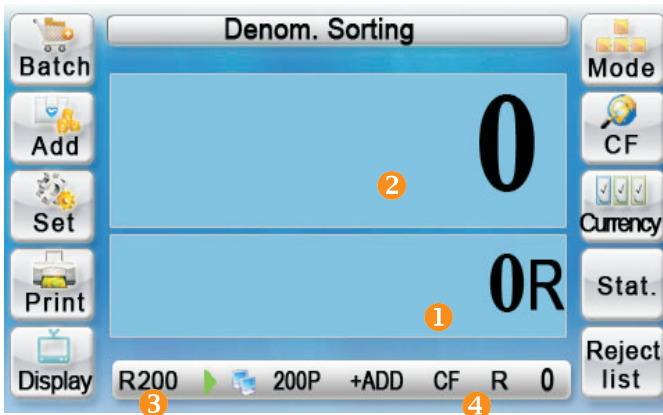 Denom. Sorting
Batch
Add
Set
Print
Display
0
2
0R
1
R200 200P +ADD CF R 0
3
4
Mode
CF
Currency
Stat.
Reject
list